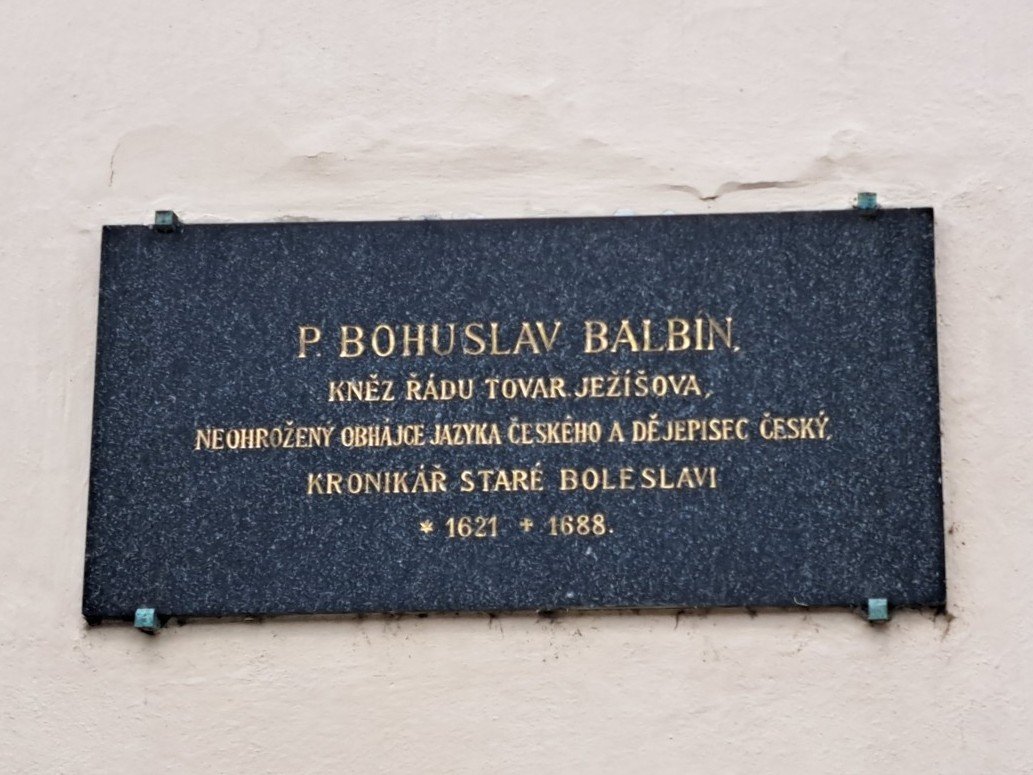 P. BOHUSLAV BALBÍN,
KNĚZ ŘÁDU TOVAR. JEŽÍŠOVA,
NEOHROŽENÝ OBHÁJCE JAZYKA ČESKÉHO A DĚJEPISEC ČESKÝ,
KRONIKÁŘ STARÉ BOLESLAVI
* 1621 + 1688.